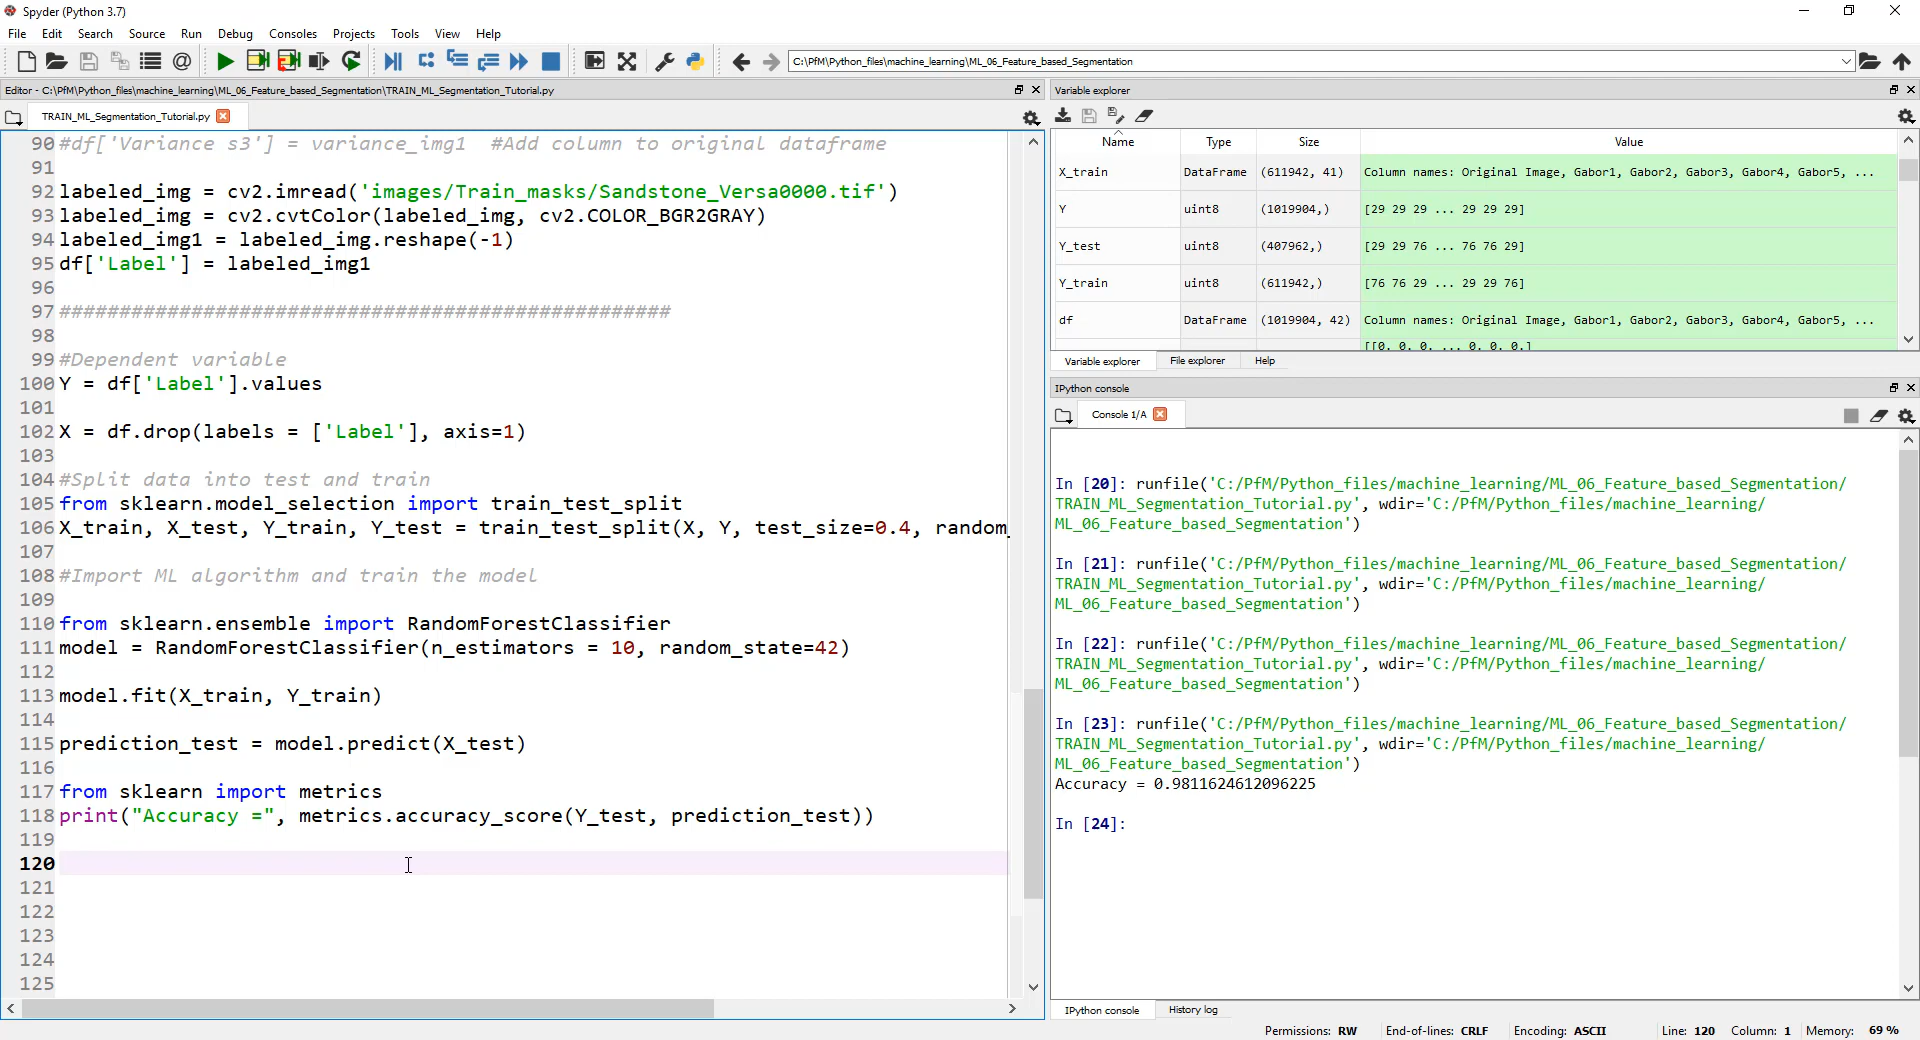 Spyder (Python 3.7)
File Edit Search Source Run Debug Consoles Projects Tools View Help
C:\PfM\Python_files\machine_learning\ML_06_Feature_based_Segmentation
Editor - C:\PfM\Python_files\machine_learning\ML_06_Feature_based_Segmentation\TRAIN_ML_Segmentation_Tutorial.py
TRAIN_ML_Segmentation_Tutorial.py
90 #df['Variance s3'] = variance_img1  #Add column to original dataframe
91
92 labeled_img = cv2.imread('images/Train_masks/Sandstone_Versa0000.tif')
93 labeled_img = cv2.cvtColor(labeled_img, cv2.COLOR_BGR2GRAY)
94 labeled_img1 = labeled_img.reshape(-1)
95 df['Label'] = labeled_img1
96
97 ###################################################
98
99 #Dependent variable
100 Y = df['Label'].values
101
102 X = df.drop(labels = ['Label'], axis=1)
103
104 #Split data into test and train
105 from sklearn.model_selection import train_test_split
106 X_train, X_test, Y_train, Y_test = train_test_split(X, Y, test_size=0.4, random_
107
108 #Import ML algorithm and train the model
109
110 from sklearn.ensemble import RandomForestClassifier
111 model = RandomForestClassifier(n_estimators = 10, random_state=42)
112
113 model.fit(X_train, Y_train)
114
115 prediction_test = model.predict(X_test)
116
117 from sklearn import metrics
118 print("Accuracy =", metrics.accuracy_score(Y_test, prediction_test))
119
120
121
122
123
124
125
Variable explorer
Name Type Size Value
X_train DataFrame (611942, 41) Column names: Original Image, Gabor1, Gabor2, Gabor3, Gabor4, Gabor5, ...
Y uint8 (1019904,) [29 29 29 ... 29 29 29]
Y_test uint8 (407962,) [29 29 76 ... 76 76 29]
Y_train uint8 (611942,) [76 76 29 ... 29 29 76]
df DataFrame (1019904, 42) Column names: Original Image, Gabor1, Gabor2, Gabor3, Gabor4, Gabor5, ...
[[0. 0. 0. ... 0. 0. 0.]
Variable explorer File explorer Help
IPython console
Console 1/A
In [20]: runfile('C:/PfM/Python_files/machine_learning/ML_06_Feature_based_Segmentation/
TRAIN_ML_Segmentation_Tutorial.py', wdir='C:/PfM/Python_files/machine_learning/
ML_06_Feature_based_Segmentation')
In [21]: runfile('C:/PfM/Python_files/machine_learning/ML_06_Feature_based_Segmentation/
TRAIN_ML_Segmentation_Tutorial.py', wdir='C:/PfM/Python_files/machine_learning/
ML_06_Feature_based_Segmentation')
In [22]: runfile('C:/PfM/Python_files/machine_learning/ML_06_Feature_based_Segmentation/
TRAIN_ML_Segmentation_Tutorial.py', wdir='C:/PfM/Python_files/machine_learning/
ML_06_Feature_based_Segmentation')
In [23]: runfile('C:/PfM/Python_files/machine_learning/ML_06_Feature_based_Segmentation/
TRAIN_ML_Segmentation_Tutorial.py', wdir='C:/PfM/Python_files/machine_learning/
ML_06_Feature_based_Segmentation')
Accuracy = 0.9811624612096225
In [24]:
IPython console History log
Permissions: RW End-of-lines: CRLF Encoding: ASCII Line: 120 Column: 1 Memory: 69 %